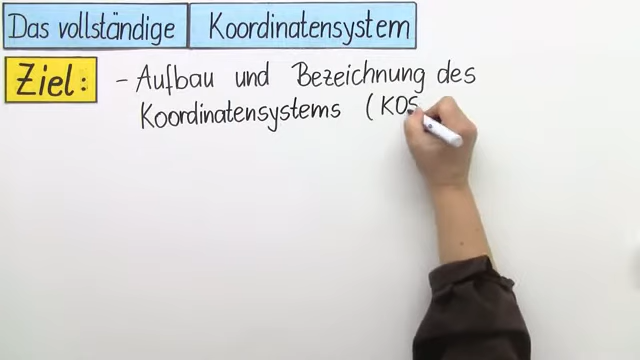 Das vollständige Koordinatensystem
Ziel: - Aufbau und Bezeichnung des
Koordinatensystems (KOS